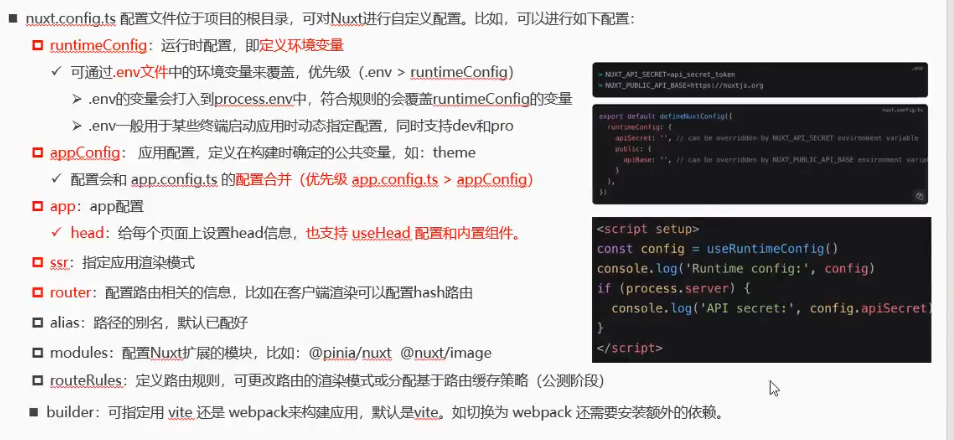 nuxt.config.ts 配置文件位于项目的根目录，可对Nuxt进行自定义配置。比如，可以进行如下配置：
runtimeConfig：运行时配置，即定义环境变量
可通过.env文件中的环境变量来覆盖，优先级（.env > runtimeConfig）
.env的变量会打入到process.env中，符合规则的会覆盖runtimeConfig的变量
.env一般用于某些终端启动应用时动态指定配置，同时支持dev和pro
appConfig： 应用配置，定义在构建时确定的公共变量，如：theme
配置会和 app.config.ts 的配置合并（优先级 app.config.ts > appConfig）
app：app配置
head：给每个页面上设置head信息，也支持 useHead 配置和内置组件。
ssr：指定应用渲染模式
router：配置路由相关的信息，比如在客户端渲染可以配置hash路由
alias：路径的别名，默认已配好
modules：配置Nuxt扩展的模块，比如：@pinia/nuxt @nuxt/image
routeRules：定义路由规则，可更改路由的渲染模式或分配基于路由缓存策略（公测阶段）
builder：可指定用 vite 还是 webpack来构建应用，默认是vite。如切换为 webpack 还需要安装额外的依赖。
.env
NUXT_API_SECRET=api_secret_token
NUXT_PUBLIC_API_BASE=https://nuxtjs.org
nuxt.config.ts
export default defineNuxtConfig({
runtimeConfig: {
apiSecret: '', // can be overridden by NUXT_API_SECRET environment variable
public: {
apiBase: '', // can be overridden by NUXT_PUBLIC_API_BASE environment
}
},
})
<script setup>
const config = useRuntimeConfig()
console.log('Runtime config:', config)
if (process.server) {
console.log('API secret:', config.apiSecret)
}
</script>